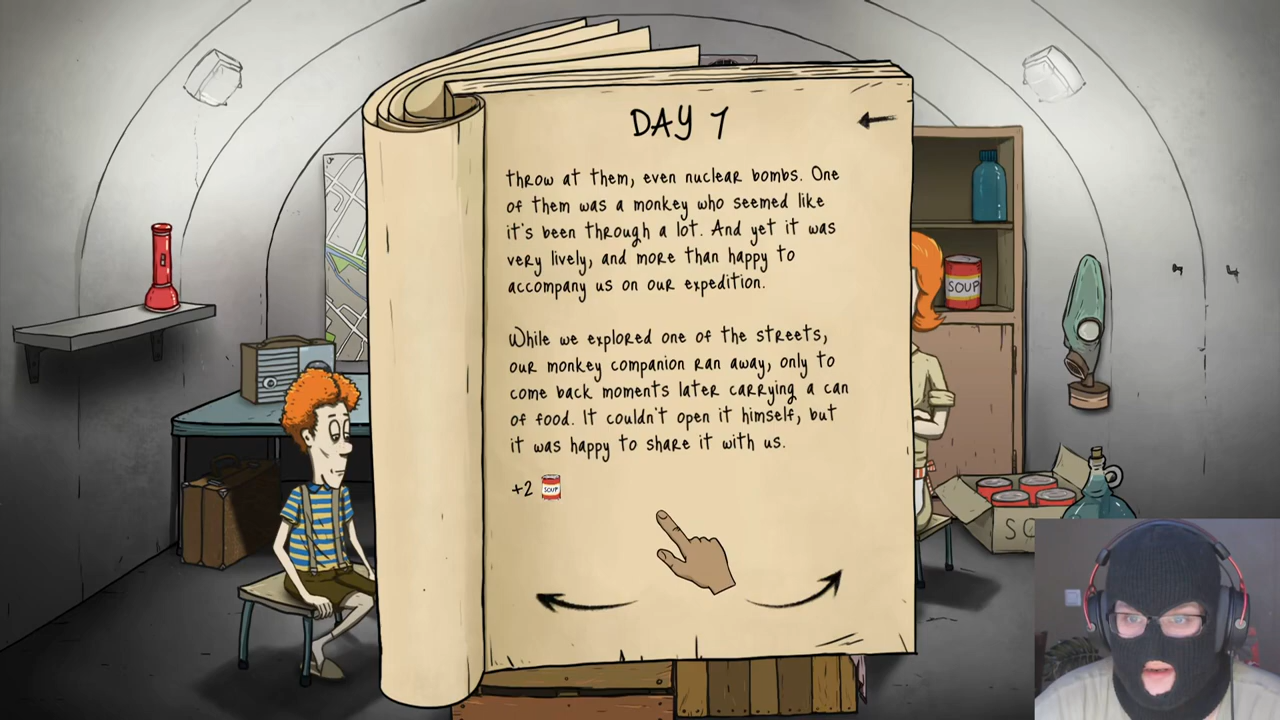 DAY 7
throw at them, even nuclear bombs. One
of them was a monkey who seemed like
it's been through a lot. And yet it was
very lively, and more than happy to
accompany us on our expedition.
While we explored one of the streets,
our monkey companion ran away, only to
come back moments later carrying a can
of food. It couldn't open it himself, but
it was happy to share it with us.
+2 SOUP
SOUP
SO